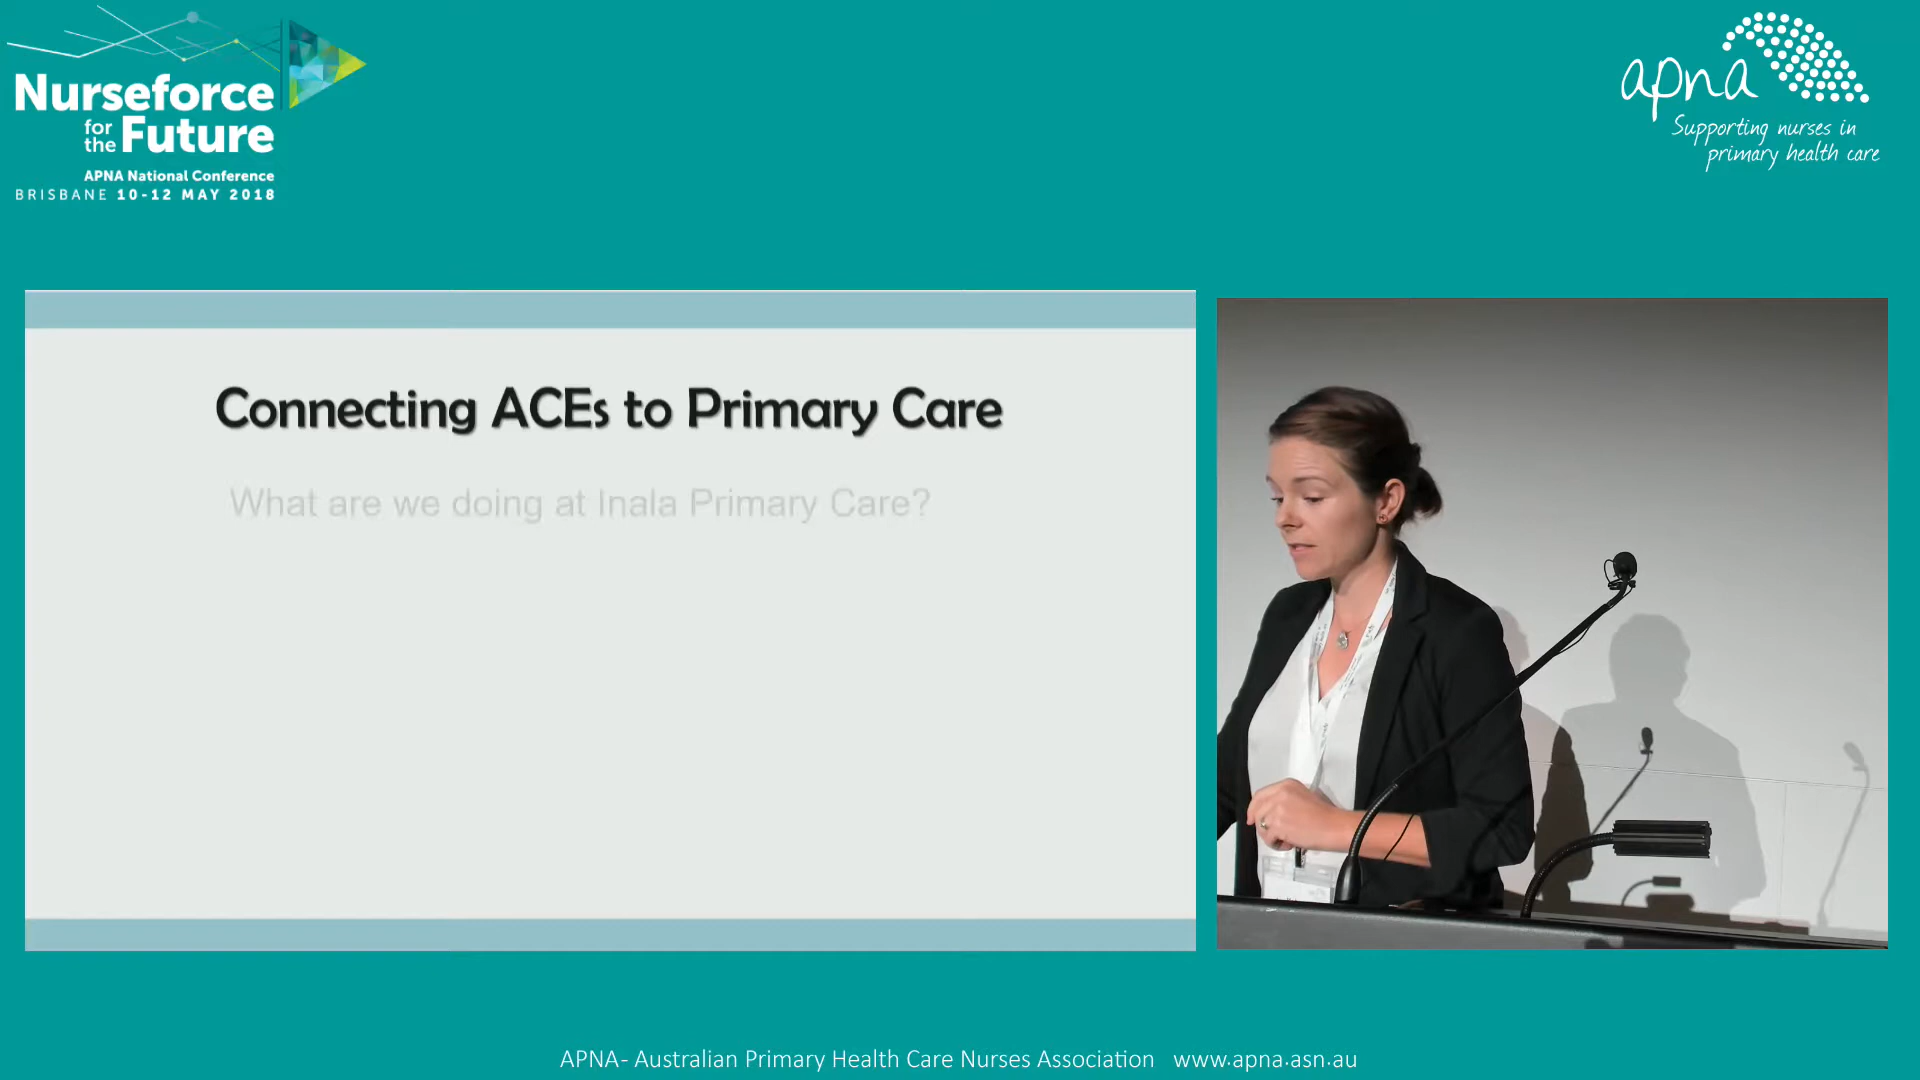 Nurseforce
for the Future
APNA National Conference
BRISBANE 10-12 MAY 2018
apna
Supporting nurses in
primary health care
Connecting ACEs to Primary Care
What are we doing at Inala Primary Care?
APNA- Australian Primary Health Care Nurses Association www.apna.asn.au